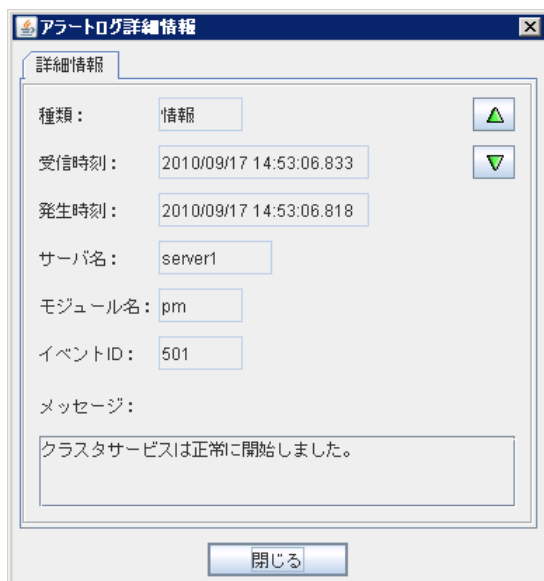 アラートログ詳細情報
詳細情報
種類：
情報
受信時刻：
2010/09/17 14:53:06.833
発生時刻：
2010/09/17 14:53:06.818
サーバ名：
server1
モジュール名：
pm
イベントID：
501
メッセージ：
クラスタサービスは正常に開始しました。
閉じる